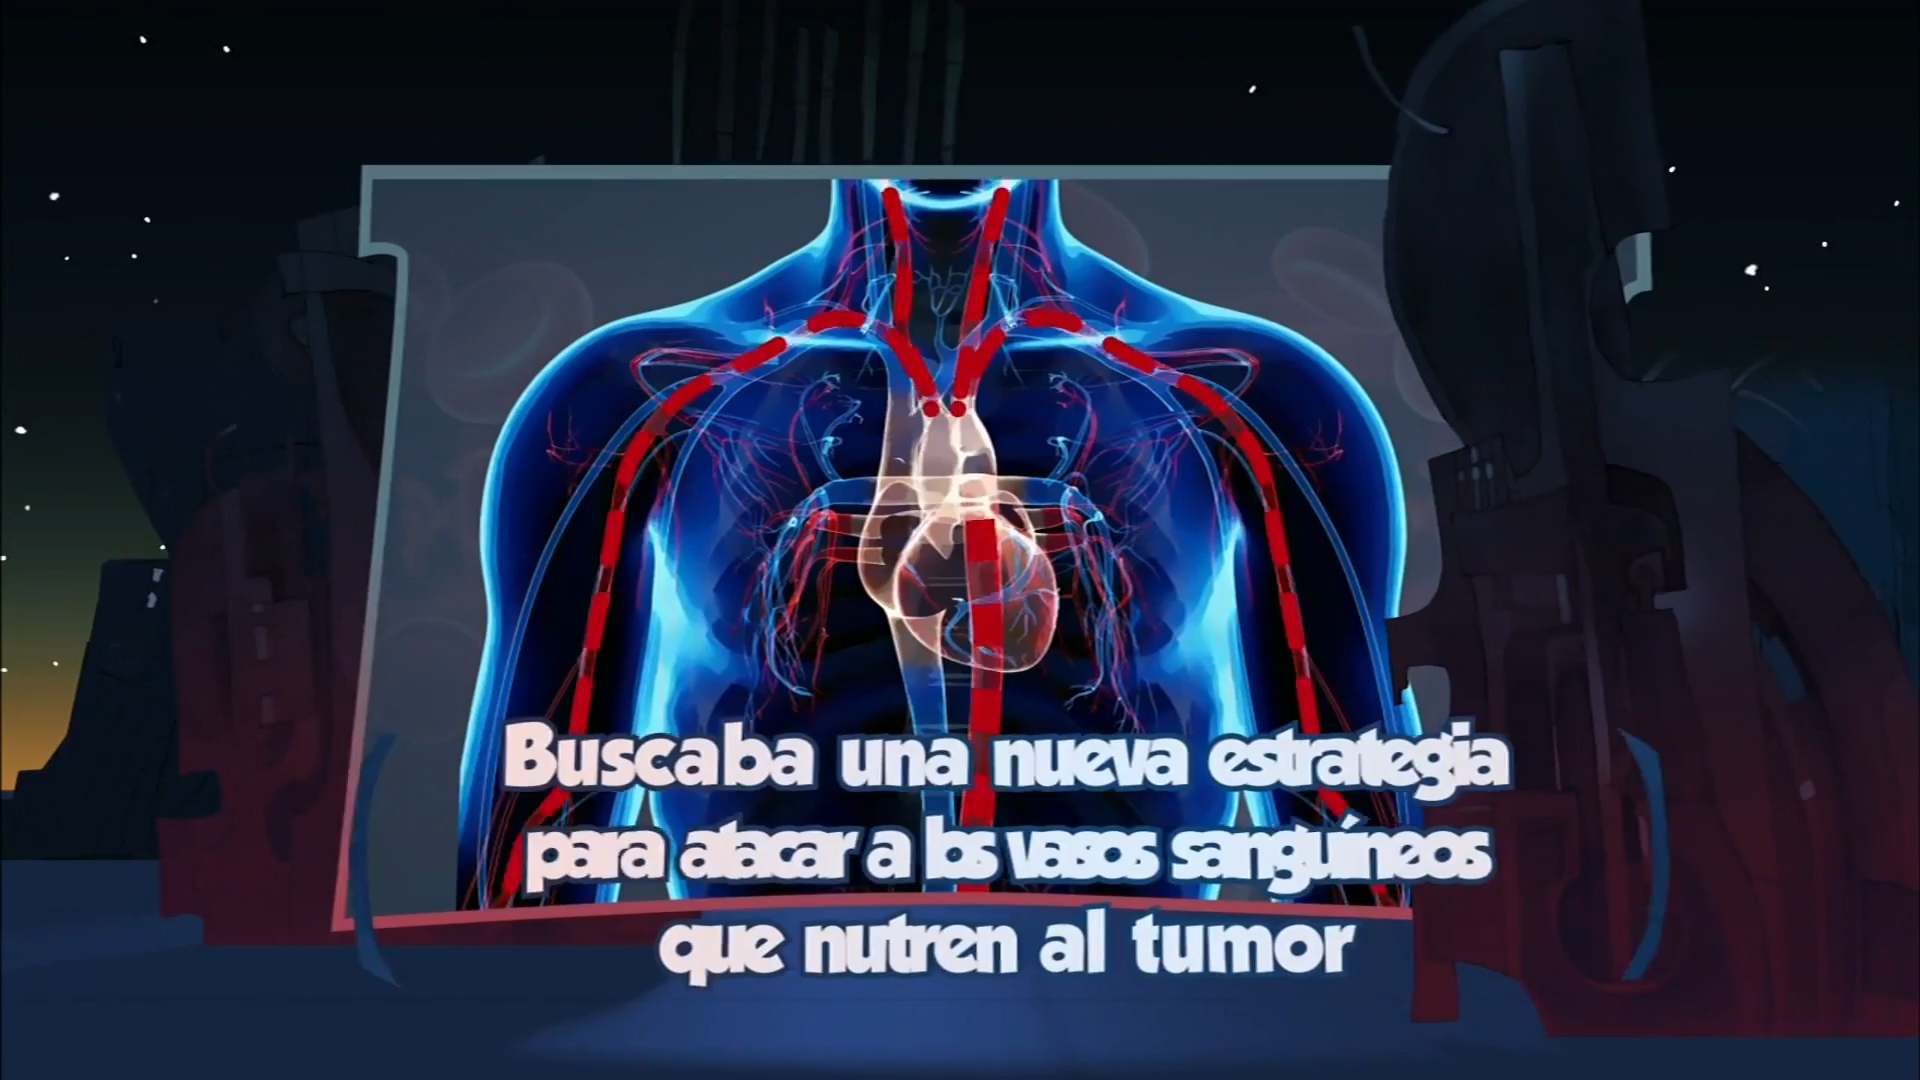 Buscaba una nueva estrategia
para atacar a los vasos sanguíneos
que nutren al tumor